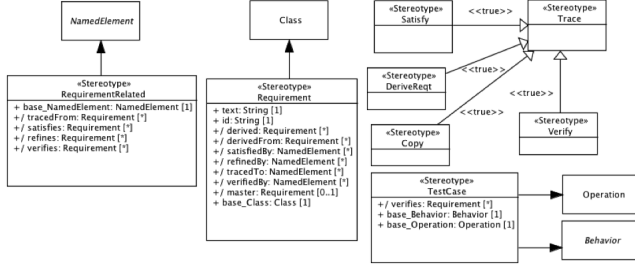 NamedElement
«Stereotype»
RequirementRelated
+ base_NamedElement: NamedElement [1]
+/ tracedFrom: Requirement [*]
+/ satisfies: Requirement [*]
+/ refines: Requirement [*]
+/ verifies: Requirement [*]
Class
«Stereotype»
Requirement
+ text: String [1]
+ id: String [1]
+/ derived: Requirement [*]
+/ derivedFrom: Requirement [*]
+/ satisfiedBy: NamedElement [*]
+/ refinedBy: NamedElement [*]
+/ tracedTo: NamedElement [*]
+/ verifiedBy: NamedElement [*]
+/ master: Requirement [0..1]
+ base_Class: Class [1]
«Stereotype»
Satisfy
<<true>>
«Stereotype»
Trace
<<true>>
«Stereotype»
DeriveReqt
<<true>>
<<true>>
«Stereotype»
Copy
«Stereotype»
Verify
«Stereotype»
TestCase
+/ verifies: Requirement [*]
+ base_Behavior: Behavior [1]
+ base_Operation: Operation [1]
Operation
Behavior